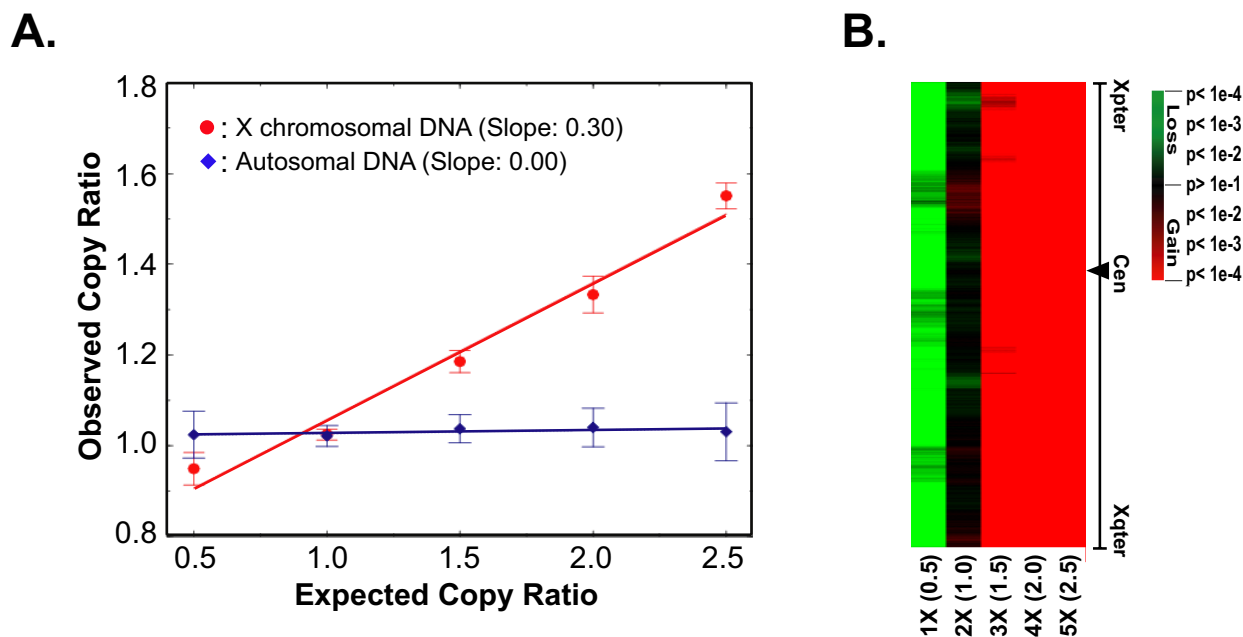 A.
Observed Copy Ratio
1.8
1.6
1.4
1.2
1.0
0.8
: X chromosomal DNA (Slope: 0.30)
: Autosomal DNA (Slope: 0.00)
0.5
1.0
1.5
2.0
2.5
Expected Copy Ratio
B.
Xpter
Cen
Xqter
1X (0.5)
2X (1.0)
3X (1.5)
4X (2.0)
5X (2.5)
Loss
Gain
p< 1e-4
p< 1e-3
p< 1e-2
p> 1e-1
p< 1e-2
p< 1e-3
p< 1e-4